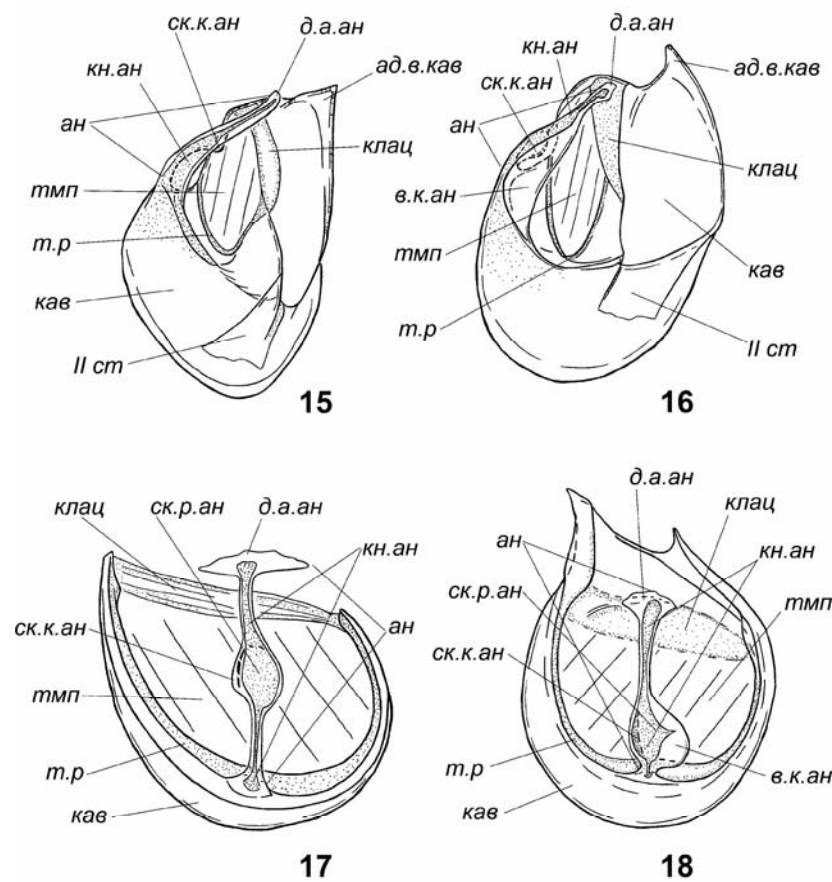 ск.к.ан
д.а.ан
кн.ан
ад.в.кав
ан
клац
тмп
т.р
кав
II ст
15
д.а.ан
кн.ан
ад.в.кав
ск.к.ан
ан
клац
в.к.ан
тмп
кав
т.р
II ст
16
клац
ск.р.ан
д.а.ан
кн.ан
ск.к.ан
ан
тмп
т.р
кав
17
д.а.ан
клац
ан
кн.ан
ск.р.ан
тмп
ск.к.ан
т.р
в.к.ан
кав
18